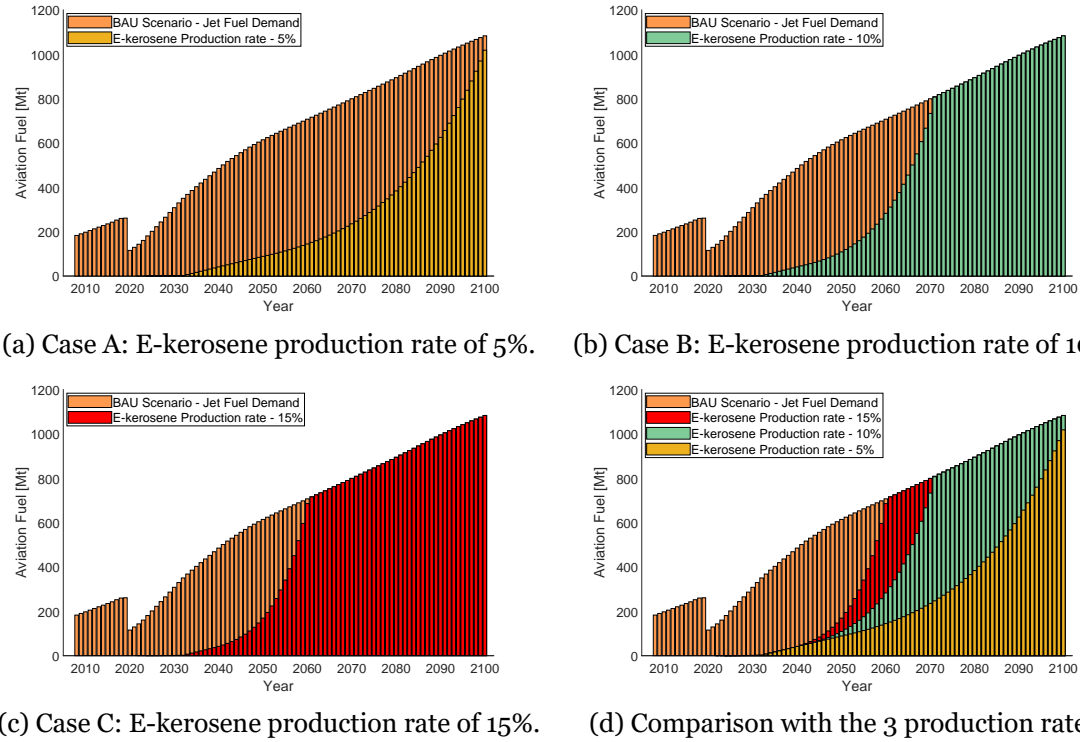 1200
BAU Scenario - Jet Fuel Demand
E-kerosene Production rate - 5%
1000
800
600
400
200
0
Aviation Fuel [Mt]
2010 2020 2030 2040 2050 2060 2070 2080 2090 2100
Year
(a) Case A: E-kerosene production rate of 5%.
1200
BAU Scenario - Jet Fuel Demand
E-kerosene Production rate - 10%
1000
800
600
400
200
0
Aviation Fuel [Mt]
2010 2020 2030 2040 2050 2060 2070 2080 2090 2100
Year
(b) Case B: E-kerosene production rate of
1200
BAU Scenario - Jet Fuel Demand
E-kerosene Production rate - 15%
1000
800
600
400
200
0
Aviation Fuel [Mt]
2010 2020 2030 2040 2050 2060 2070 2080 2090 2100
Year
(c) Case C: E-kerosene production rate of 15%.
1200
BAU Scenario - Jet Fuel Demand
E-kerosene Production rate - 15%
E-kerosene Production rate - 10%
E-kerosene Production rate - 5%
1000
800
600
400
200
0
Aviation Fuel [Mt]
2010 2020 2030 2040 2050 2060 2070 2080 2090 2100
Year
(d) Comparison with the 3 production rate